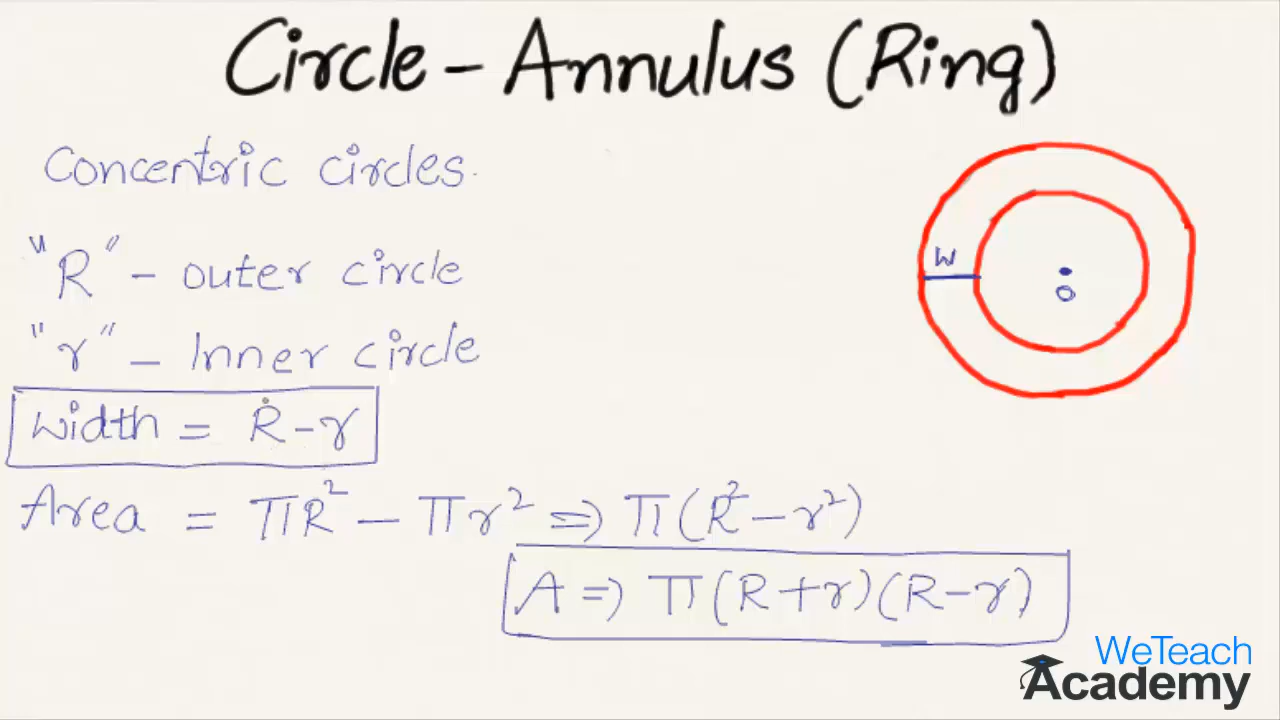 Circle - Annulus (Ring)
Concentric circles.
"R" - outer circle
"r" - Inner circle
Width = R - r
Area = πR² - πr² => π(R² - r²)
A => π(R+r)(R-r)
W
O
WeTeach
Academy